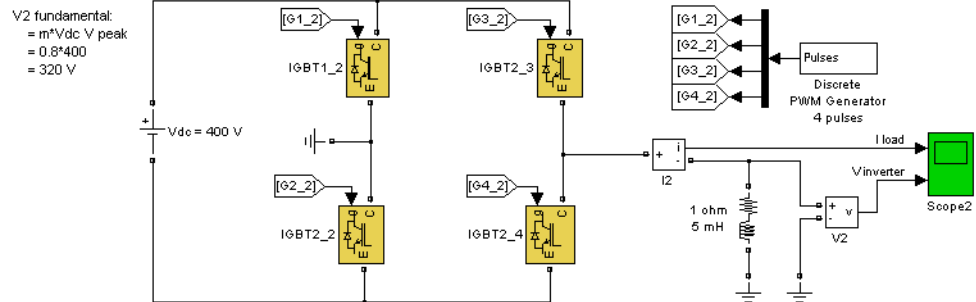 V2 fundamental:
= m*Vdc V peak
= 0.8*400
= 320 V
[G1_2]
g
C
E
IGBT1_2
[G3_2]
g
C
E
IGBT2_3
[G1_2]
[G2_2]
[G3_2]
[G4_2]
Pulses
Discrete
PWM Generator
4 pulses
+
Vdc = 400 V
[G2_2]
g
C
E
IGBT2_2
[G4_2]
g
C
E
IGBT2_4
+
i
-
I2
I load
Vinverter
Scope2
1 ohm
5 mH
+
-
v
V2